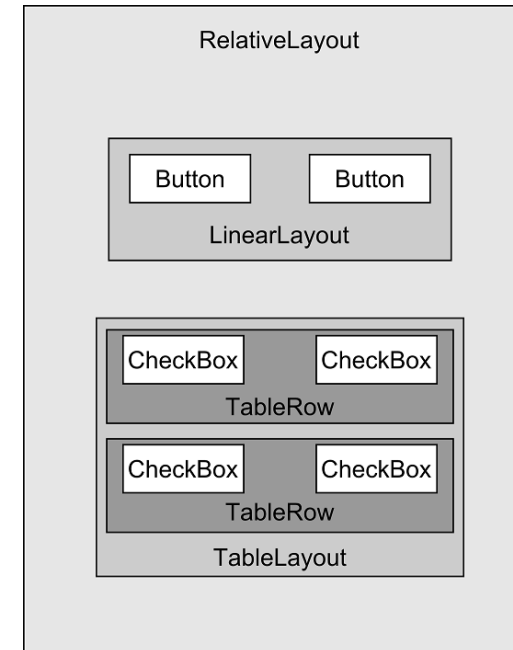 RelativeLayout
Button Button
LinearLayout
CheckBox CheckBox
TableRow
CheckBox CheckBox
TableRow
TableLayout